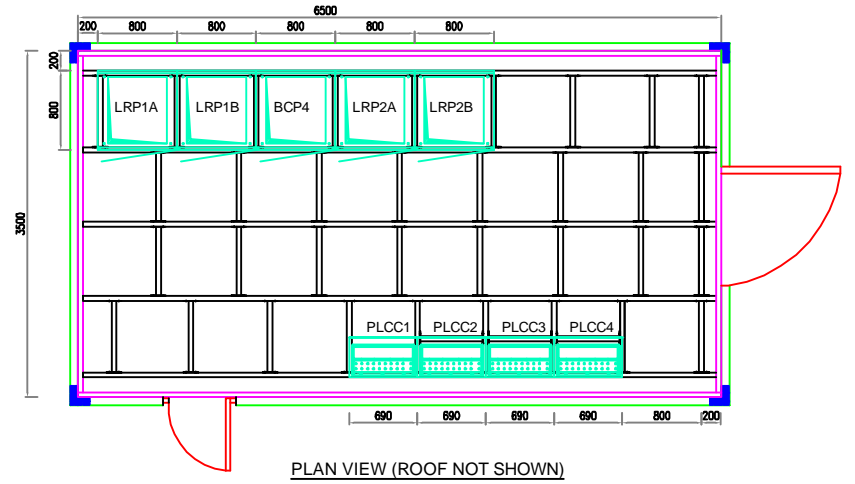 6500
200 800 800 800 800 800
200
800
3500
LRP1A LRP1B BCP4 LRP2A LRP2B
PLCC1 PLCC2 PLCC3 PLCC4
690 690 690 690 800 200
PLAN VIEW (ROOF NOT SHOWN)